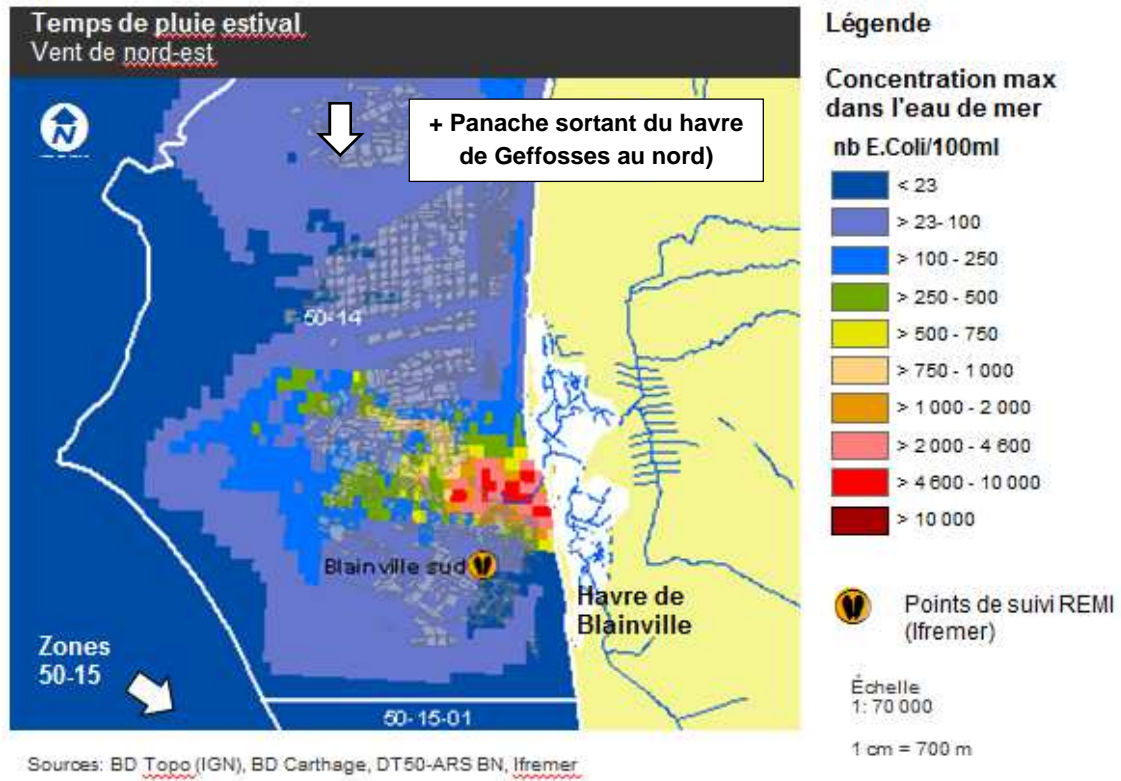 Temps de pluie estival
Vent de nord-est
N
+ Panache sortant du havre
de Geffosses au nord)
50-14
Blainville sud
Havre de
Blainville
Zones
50-15
50-15-01
Sources: BD Topo (IGN), BD Carthage, DT50-ARS BN, Ifremer
Légende
Concentration max
dans l'eau de mer
nb E.Coli/100ml
< 23
> 23- 100
> 100 - 250
> 250 - 500
> 500 - 750
> 750 - 1 000
> 1 000 - 2 000
> 2 000 - 4 600
> 4 600 - 10 000
> 10 000
Points de suivi REMI
(Ifremer)
Échelle
1: 70 000
1 cm = 700 m